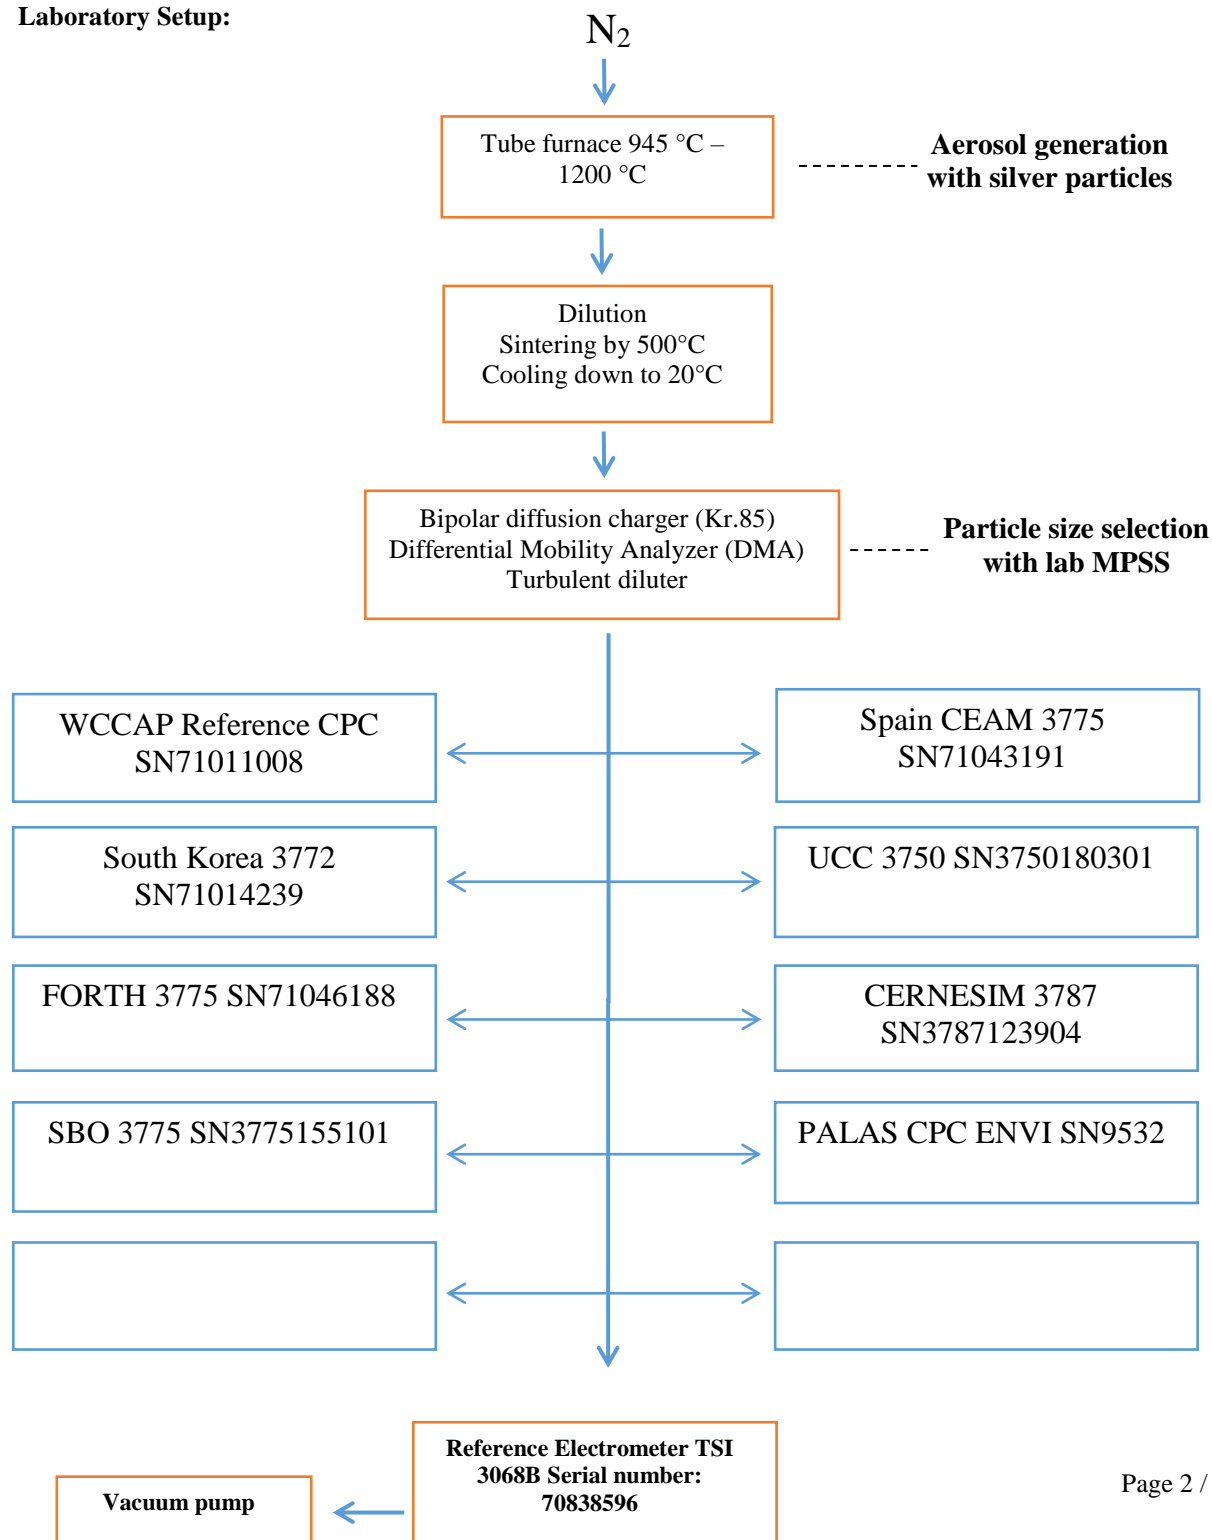 Laboratory Setup:
N₂
Tube furnace 945 °C –
1200 °C
Aerosol generation
with silver particles
Dilution
Sintering by 500°C
Cooling down to 20°C
Bipolar diffusion charger (Kr.85)
Differential Mobility Analyzer (DMA)
Turbulent diluter
Particle size selection
with lab MPSS
WCCAP Reference CPC
SN71011008
Spain CEAM 3775
SN71043191
South Korea 3772
SN71014239
UCC 3750 SN3750180301
FORTH 3775 SN71046188
CERNESIM 3787
SN3787123904
SBO 3775 SN3775155101
PALAS CPC ENVI SN9532
Reference Electrometer TSI
3068B Serial number:
70838596
Vacuum pump
Page 2 /